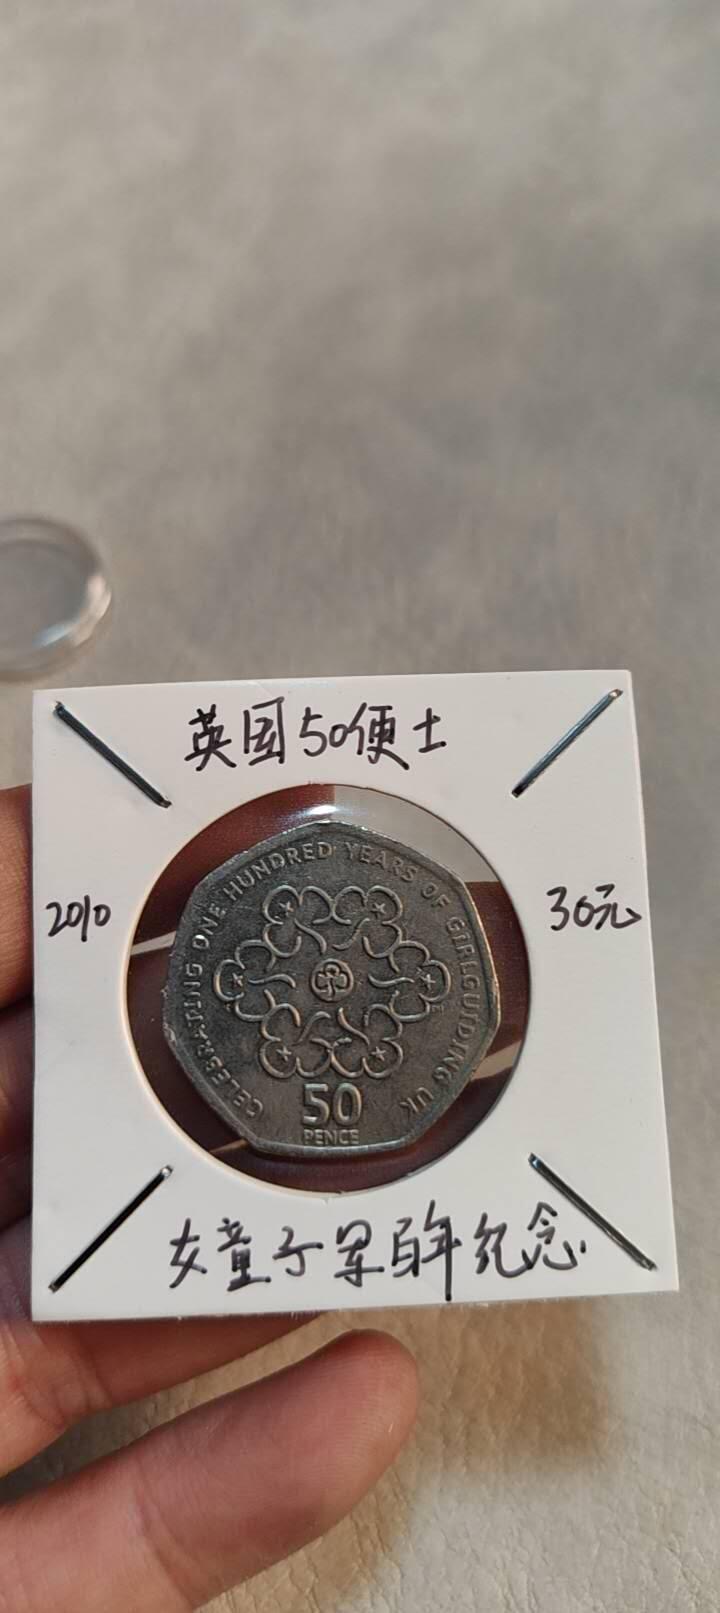 英国50便士
2010
30元
CELEBRATING ONE HUNDRED YEARS OF GIRLGUIDING UK
50
PENCE
女童子军百年纪念.